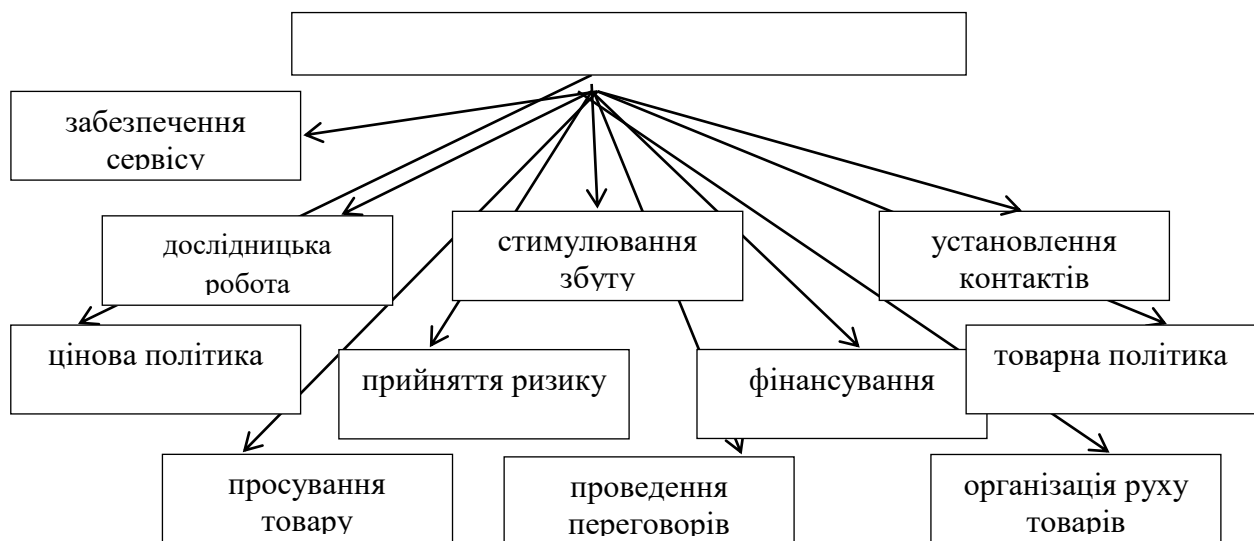 забезпечення
сервісу
дослідницька
робота
стимулювання
збуту
установлення
контактів
цінова політика
прийняття ризику
фінансування
товарна політика
просування
товару
проведення
переговорів
організація руху
товарів